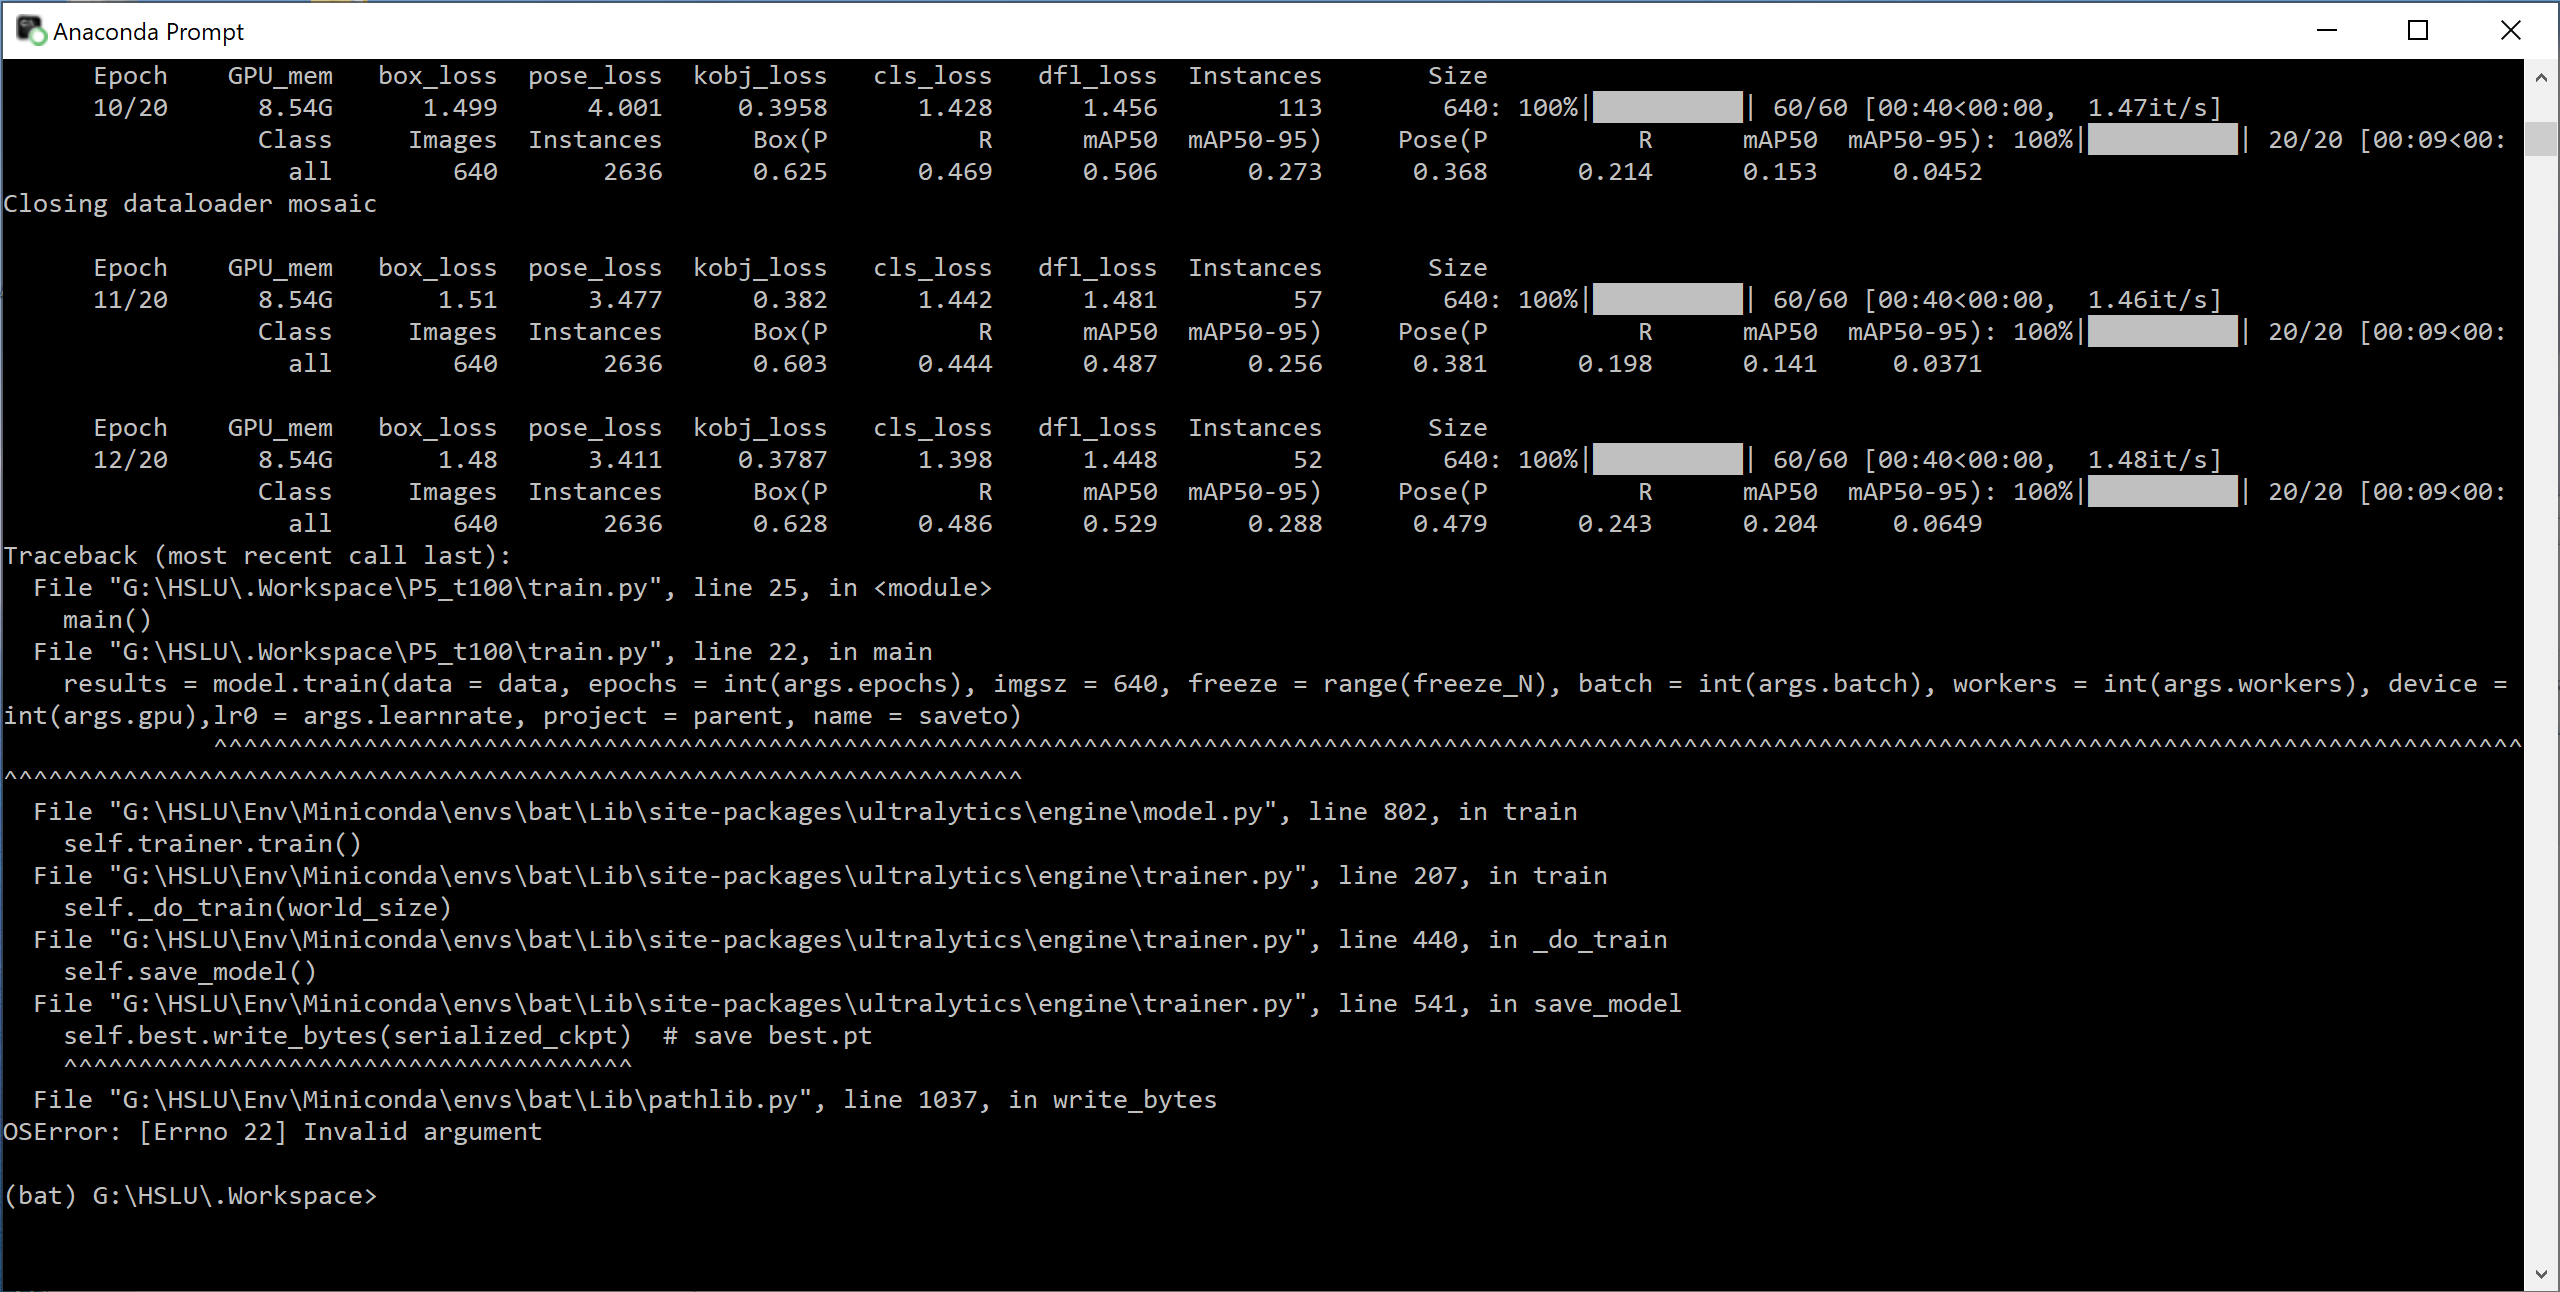 Anaconda Prompt
Epoch GPU_mem box_loss pose_loss kobj_loss cls_loss dfl_loss Instances Size
10/20 8.54G 1.499 4.001 0.3958 1.428 1.456 113 640: 100%|██████████| 60/60 [00:40<00:00, 1.47it/s]
Class Images Instances Box(P R mAP50 mAP50-95) Pose(P R mAP50 mAP50-95): 100%|██████████| 20/20 [00:09<00:
all 640 2636 0.625 0.469 0.506 0.273 0.368 0.214 0.153 0.0452
Closing dataloader mosaic
Epoch GPU_mem box_loss pose_loss kobj_loss cls_loss dfl_loss Instances Size
11/20 8.54G 1.51 3.477 0.382 1.442 1.481 57 640: 100%|██████████| 60/60 [00:40<00:00, 1.46it/s]
Class Images Instances Box(P R mAP50 mAP50-95) Pose(P R mAP50 mAP50-95): 100%|██████████| 20/20 [00:09<00:
all 640 2636 0.603 0.444 0.487 0.256 0.381 0.198 0.141 0.0371
Epoch GPU_mem box_loss pose_loss kobj_loss cls_loss dfl_loss Instances Size
12/20 8.54G 1.48 3.411 0.3787 1.398 1.448 52 640: 100%|██████████| 60/60 [00:40<00:00, 1.48it/s]
Class Images Instances Box(P R mAP50 mAP50-95) Pose(P R mAP50 mAP50-95): 100%|██████████| 20/20 [00:09<00:
all 640 2636 0.628 0.486 0.529 0.288 0.479 0.243 0.204 0.0649
Traceback (most recent call last):
File "G:\HSLU\.Workspace\P5_t100\train.py", line 25, in <module>
main()
File "G:\HSLU\.Workspace\P5_t100\train.py", line 22, in main
results = model.train(data = data, epochs = int(args.epochs), imgsz = 640, freeze = range(freeze_N), batch = int(args.batch), workers = int(args.workers), device =
int(args.gpu),lr0 = args.learnrate, project = parent, name = saveto)
^^^^^^^^^^^^^^^^^^^^^^^^^^^^^^^^^^^^^^^^^^^^^^^^^^^^^^^^^^^^^^^^^^^^^^^^^^^^^^^^^^^^^^^^^^^^^^^^^^^^^^^^^^^^^^^^^^^^^^^^^^^^^^^^^^^^^^^^^^^^^^^^^^^^^^^^^^
^^^^^^^^^^^^^^^^^^^^^^^^^^^^^^^^^^^^^^^^^^^^^^^^^^^^^^^^^^^^^^^^^^^^
File "G:\HSLU\Env\Miniconda\envs\bat\Lib\site-packages\ultralytics\engine\model.py", line 802, in train
self.trainer.train()
File "G:\HSLU\Env\Miniconda\envs\bat\Lib\site-packages\ultralytics\engine\trainer.py", line 207, in train
self._do_train(world_size)
File "G:\HSLU\Env\Miniconda\envs\bat\Lib\site-packages\ultralytics\engine\trainer.py", line 440, in _do_train
self.save_model()
File "G:\HSLU\Env\Miniconda\envs\bat\Lib\site-packages\ultralytics\engine\trainer.py", line 541, in save_model
self.best.write_bytes(serialized_ckpt)  # save best.pt
^^^^^^^^^^^^^^^^^^^^^^^^^^^^^^^^^^^^^^
File "G:\HSLU\Env\Miniconda\envs\bat\Lib\pathlib.py", line 1037, in write_bytes
OSError: [Errno 22] Invalid argument
(bat) G:\HSLU\.Workspace>